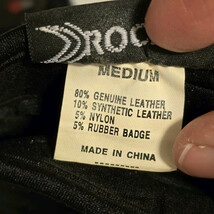 ROC
MEDIUM
80% GENUINE LEATHER
10% SYNTHETIC LEATHER
5% NYLON
5% RUBBER BADGE
MADE IN CHINA